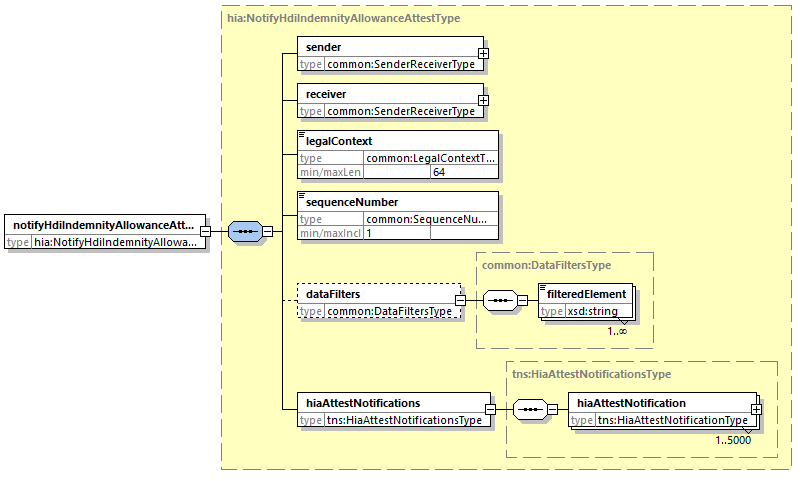 hia:NotifyHdiIndemnityAllowanceAttestType
sender
type common:SenderReceiverType
receiver
type common:SenderReceiverType
legalContext
type common:LegalContextT...
min/maxLen 64
sequenceNumber
type common:SequenceNu...
min/maxIncl 1
notifyHdiIndemnityAllowanceAtt...
type hia:NotifyHdiIndemnityAllowa...
common:DataFiltersType
dataFilters
type common:DataFiltersType
filteredElement
type xsd:string
1..∞
tns:HiaAttestNotificationsType
hiaAttestNotifications
type tns:HiaAttestNotificationsType
hiaAttestNotification
type tns:HiaAttestNotificationType
1..5000